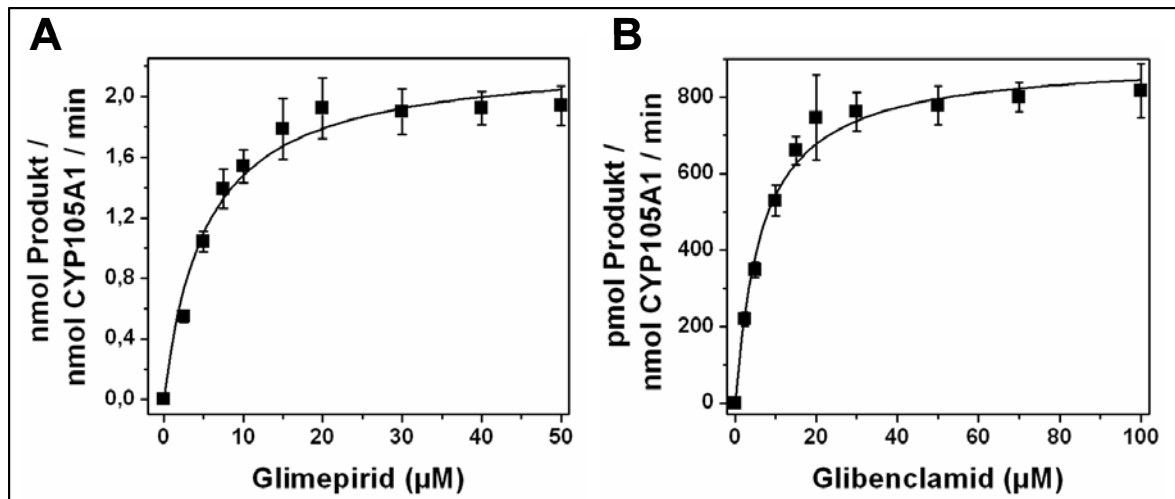 A
nmol Produkt /
nmol CYP105A1 / min
2,0
1,6
1,2
0,8
0,4
0,0
0 10 20 30 40 50
Glimepirid (µM)
B
pmol Produkt /
nmol CYP105A1 / min
800
600
400
200
0
0 20 40 60 80 100
Glibenclamid (µM)